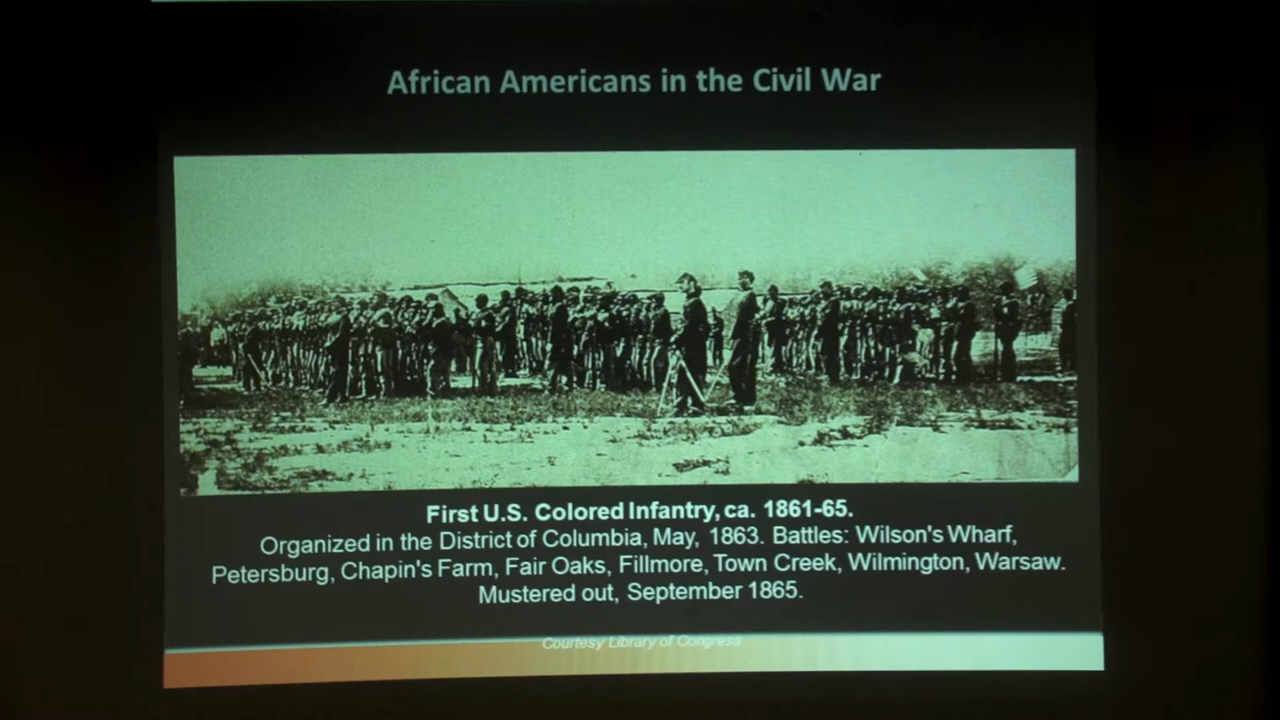 African Americans in the Civil War
First U.S. Colored Infantry, ca. 1861-65.
Organized in the District of Columbia, May, 1863. Battles: Wilson's Wharf,
Petersburg, Chapin's Farm, Fair Oaks, Fillmore, Town Creek, Wilmington, Warsaw.
Mustered out, September 1865.
Courtesy Library of Congress